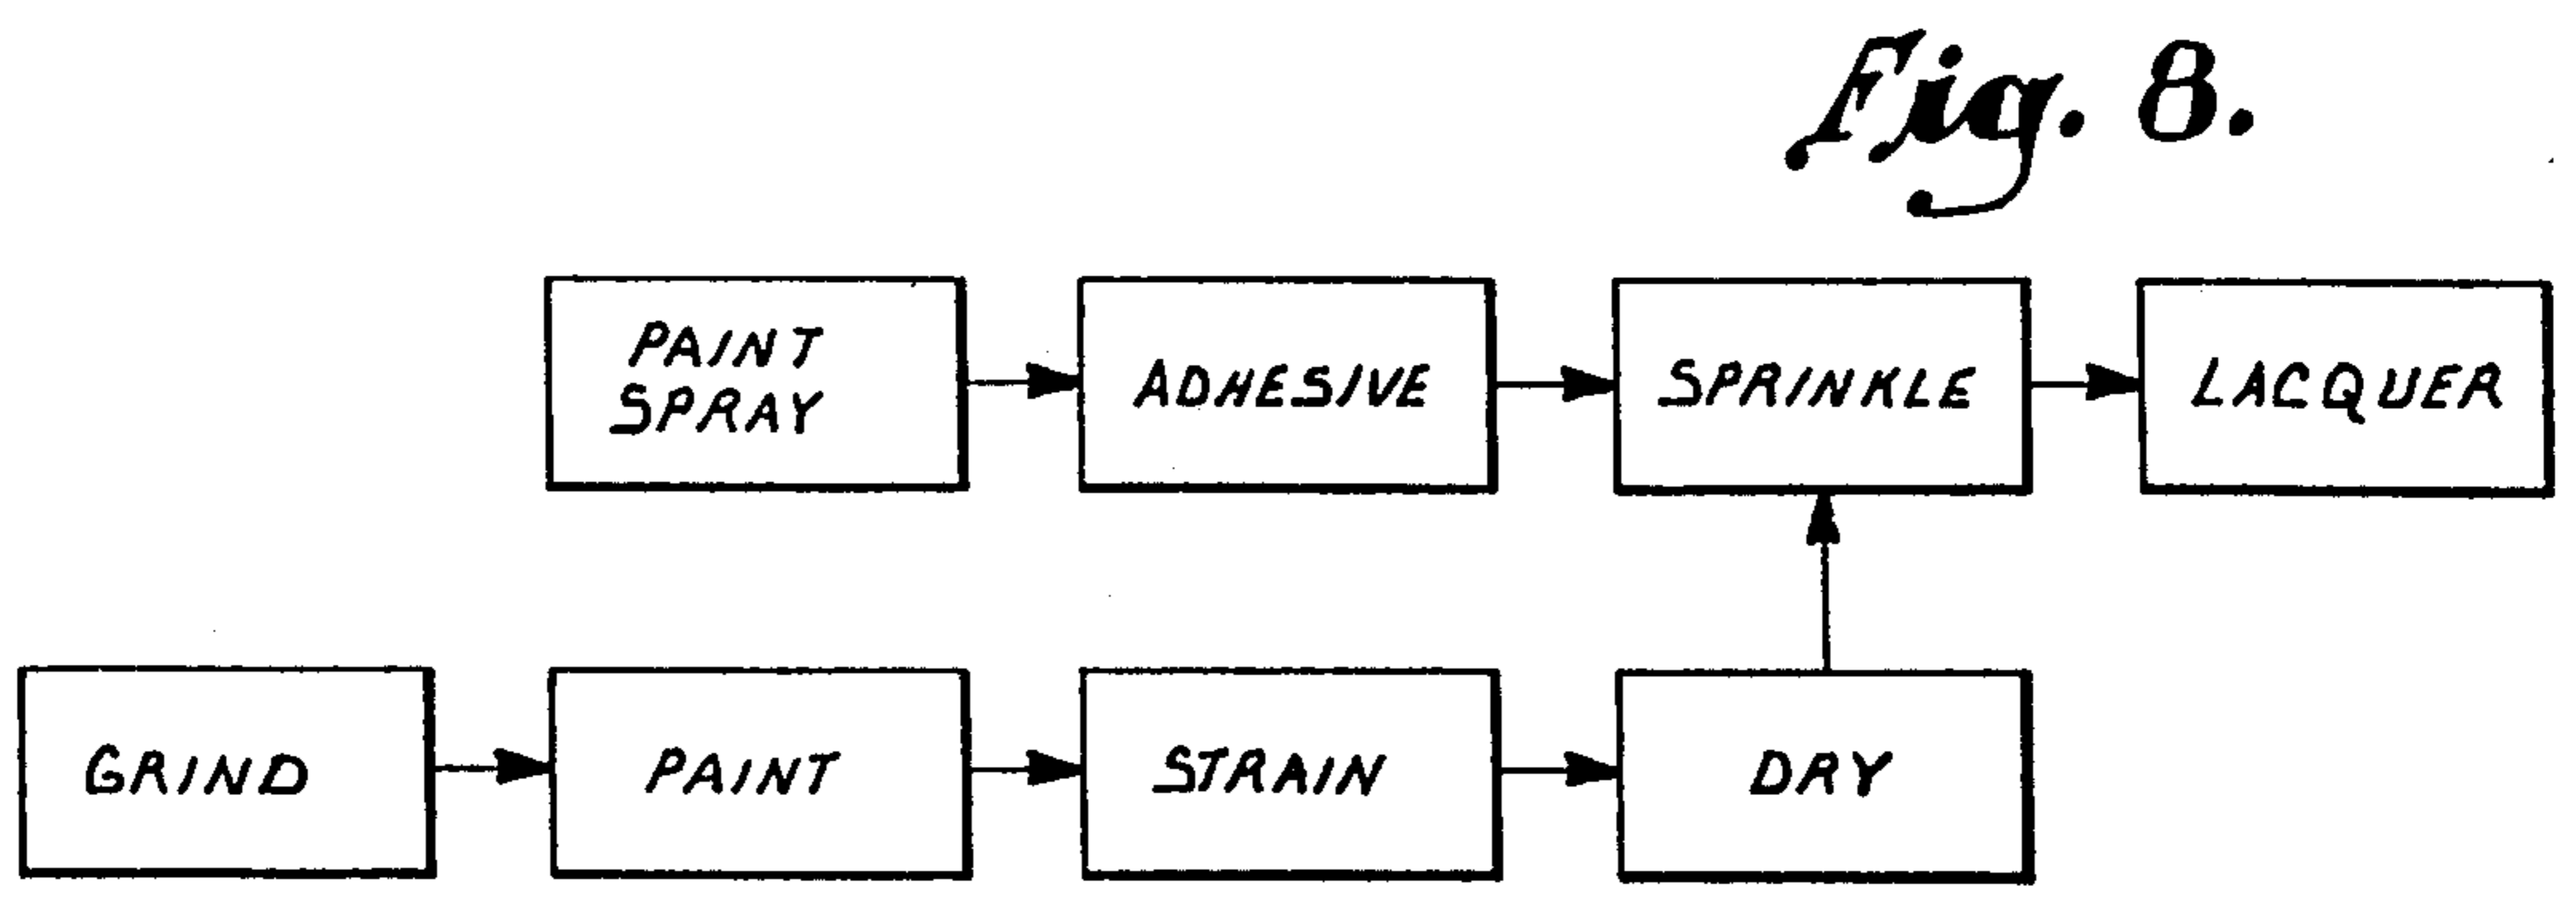 Fig. 8.
PAINT
SPRAY
ADHESIVE
SPRINKLE
LACQUER
GRIND
PAINT
STRAIN
DRY